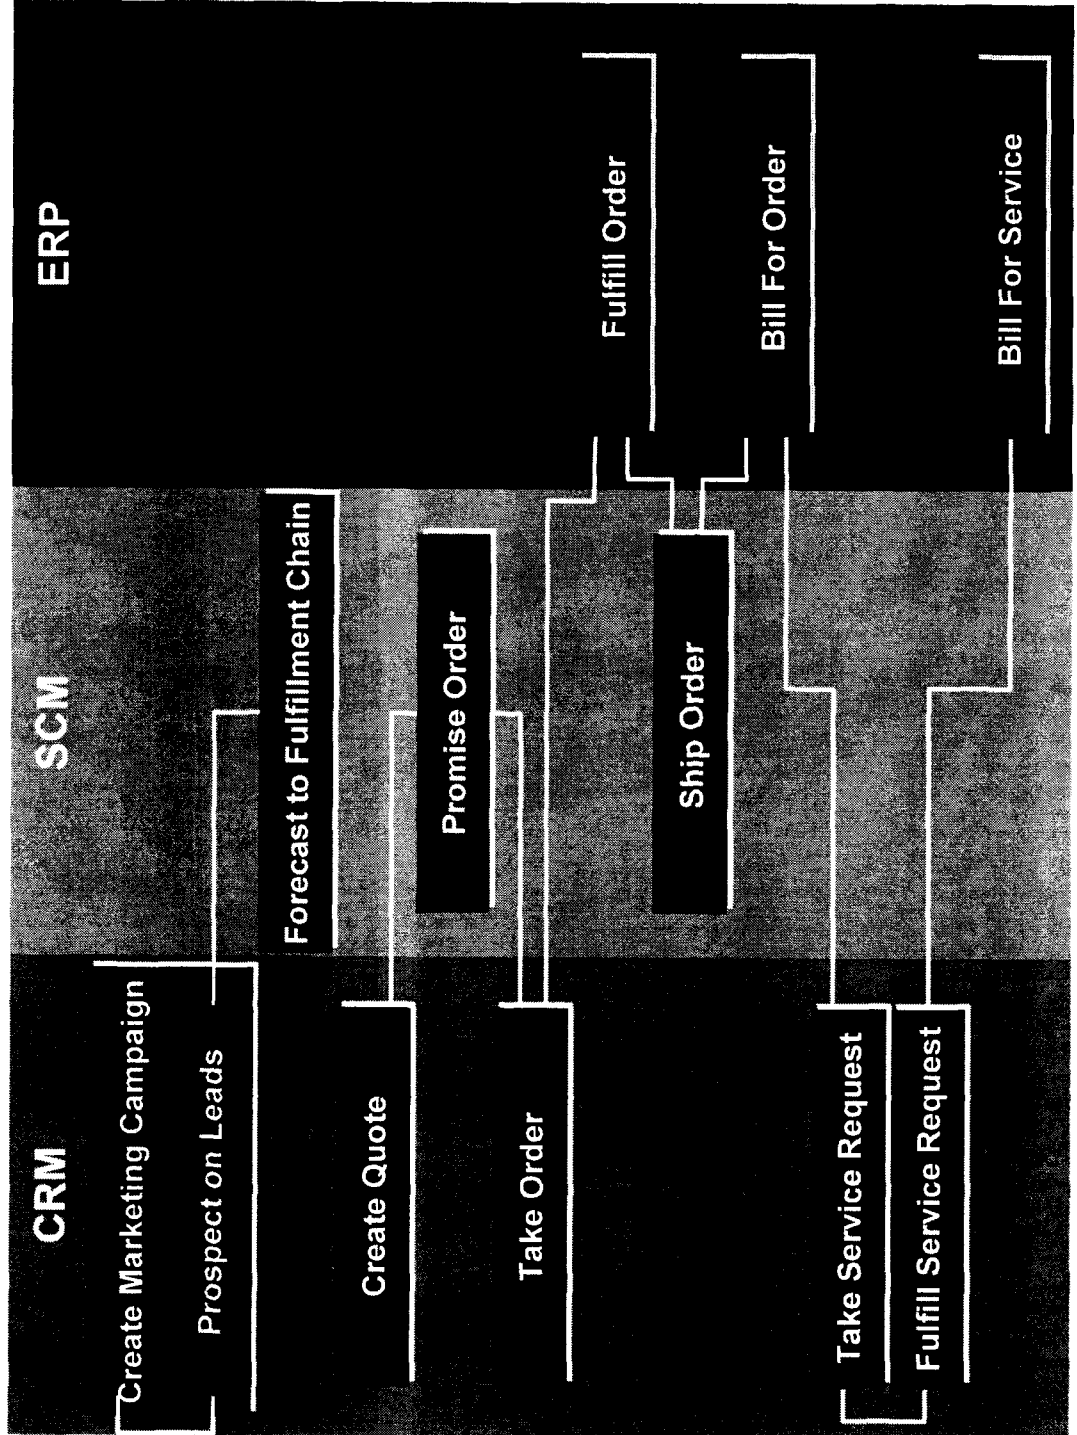 CRM
SCM
ERP
Create Marketing Campaign
Prospect on Leads
Forecast to Fulfillment Chain
Create Quote
Promise Order
Take Order
Fulfill Order
Ship Order
Bill For Order
Take Service Request
Fulfill Service Request
Bill For Service